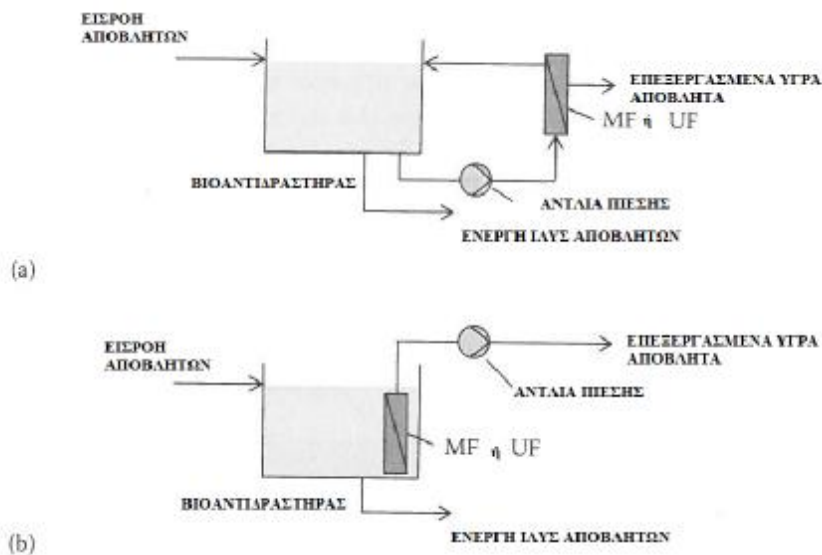 ΕΙΣΡΟΗ
ΑΠΟΒΛΗΤΩΝ
ΕΠΕΞΕΡΓΑΣΜΕΝΑ ΥΓΡΑ
ΑΠΟΒΛΗΤΑ
MF ή UF
ΒΙΟΑΝΤΙΔΡΑΣΤΗΡΑΣ
ΑΝΤΛΙΑ ΠΙΕΣΗΣ
ΕΝΕΡΓΗ ΙΛΥΣ ΑΠΟΒΛΗΤΩΝ
(a)
ΕΙΣΡΟΗ
ΑΠΟΒΛΗΤΩΝ
ΕΠΕΞΕΡΓΑΣΜΕΝΑ ΥΓΡΑ
ΑΠΟΒΛΗΤΑ
ΑΝΤΛΙΑ ΠΙΕΣΗΣ
MF ή UF
ΒΙΟΑΝΤΙΔΡΑΣΤΗΡΑΣ
ΕΝΕΡΓΗ ΙΛΥΣ ΑΠΟΒΛΗΤΩΝ
(b)